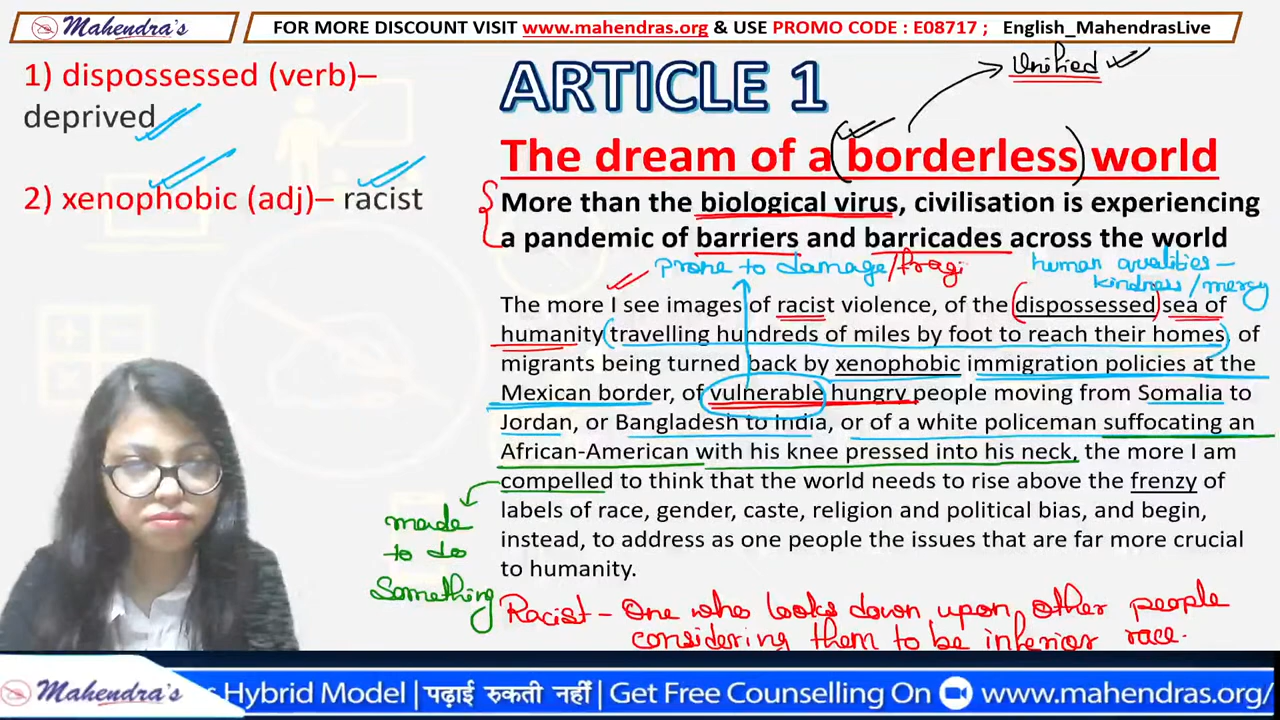 Mahendra's
FOR MORE DISCOUNT VISIT www.mahendras.org & USE PROMO CODE : E08717 ; English_MahendrasLive
1) dispossessed (verb)–
deprived
2) xenophobic (adj)– racist
ARTICLE 1
Unified
The dream of a borderless world
More than the biological virus, civilisation is experiencing
a pandemic of barriers and barricades across the world
prone to damage/fragi
human qualities –
kindness/mercy
The more I see images of racist violence, of the dispossessed sea of
humanity travelling hundreds of miles by foot to reach their homes, of
migrants being turned back by xenophobic immigration policies at the
Mexican border, of vulnerable hungry people moving from Somalia to
Jordan, or Bangladesh to India, or of a white policeman suffocating an
African-American with his knee pressed into his neck, the more I am
compelled to think that the world needs to rise above the frenzy of
labels of race, gender, caste, religion and political bias, and begin,
instead, to address as one people the issues that are far more crucial
to humanity.
made
to do
Something
Racist – One who looks down upon other people
considering them to be inferior race.
Mahendra's
s Hybrid Model | पढ़ाई रुकती नहीं | Get Free Counselling On www.mahendras.org/